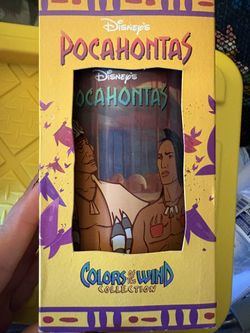 DISNEY'S
POCAHONTAS
DISNEY'S
POCAHONTAS
COLORS OF THE WIND
COLLECTION